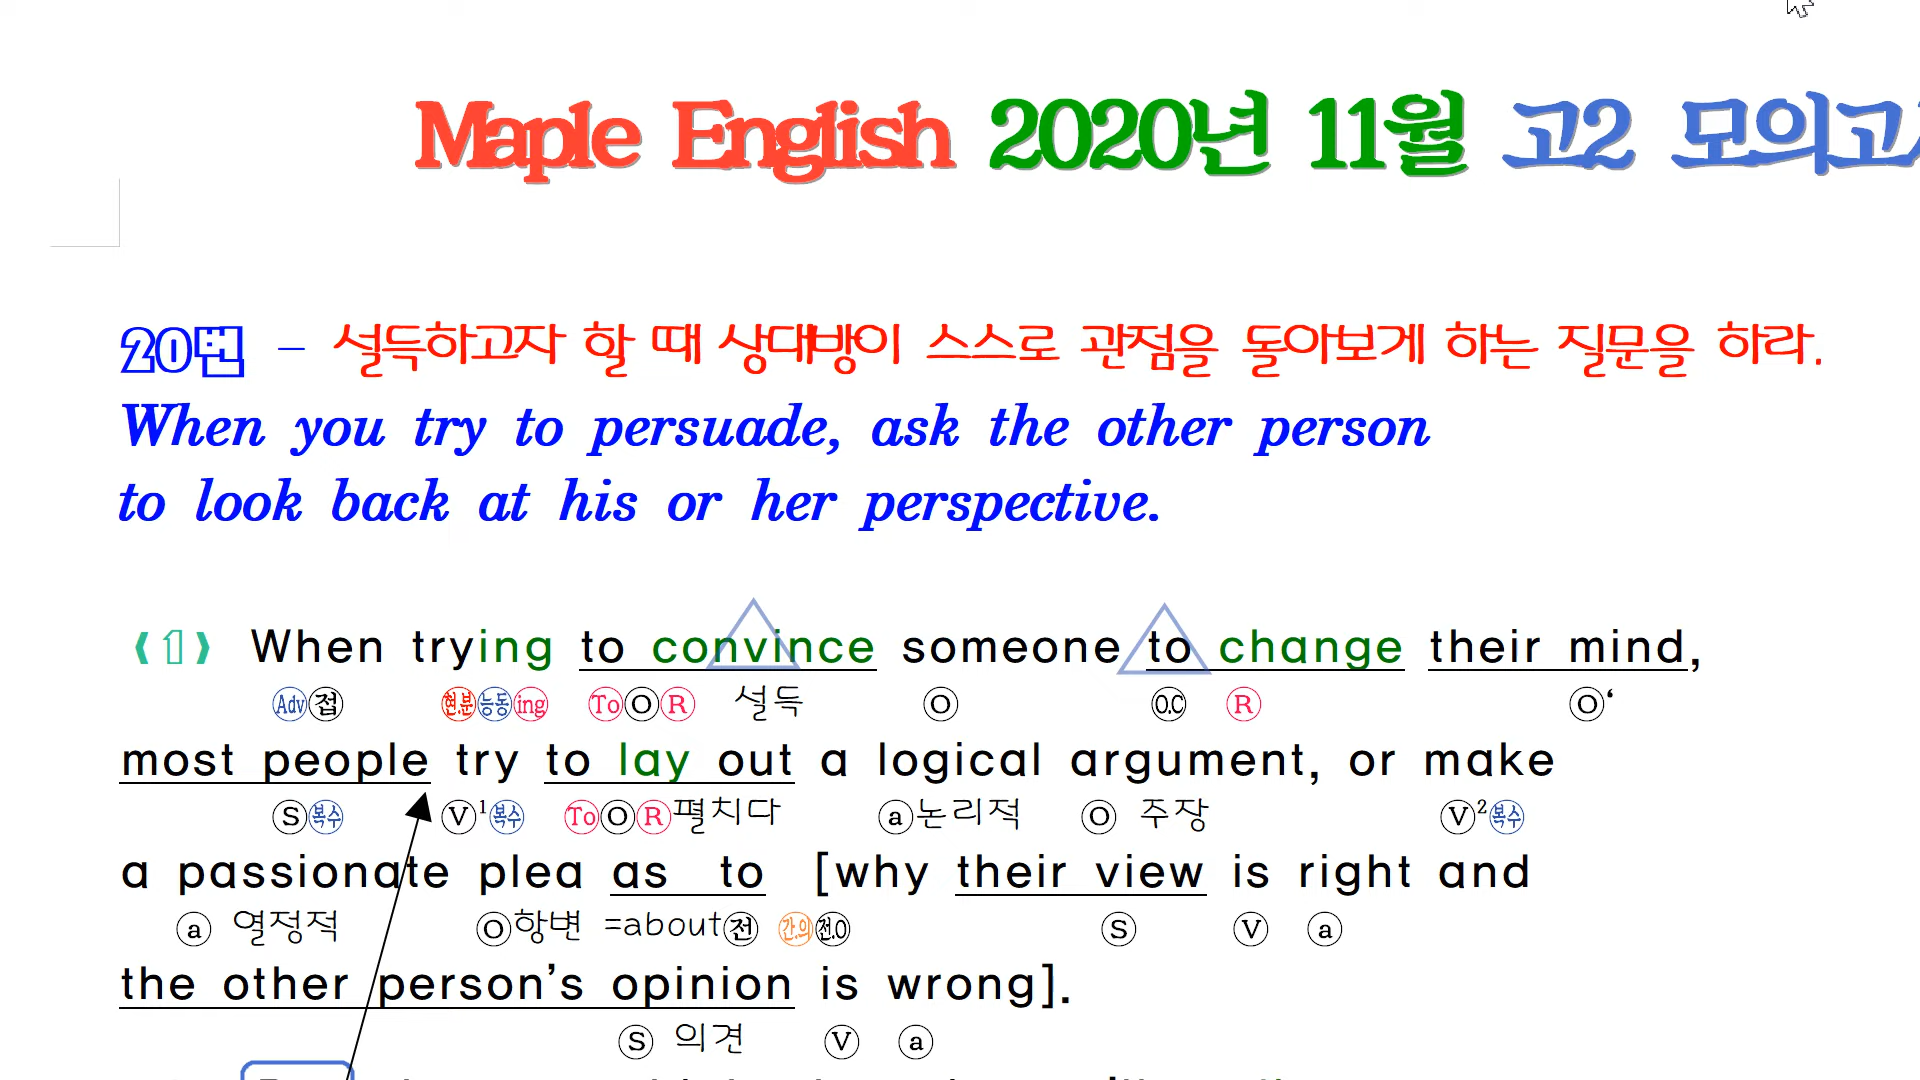 Maple English 2020년 11월 고2 모의고
20번 - 설득하고자 할 때 상대방이 스스로 관점을 돌아보게 하는 질문을 하라.
When you try to persuade, ask the other person
to look back at his or her perspective.
⟪1⟫ When trying to convince someone to change their mind,
Adv 접 현.분 능동 ing To O R 설득 O O.C R O‘
most people try to lay out a logical argument, or make
S 복수 V¹ 복수 To O R 펼치다 a 논리적 O 주장 V² 복수
a passionate plea as to [why their view is right and
a 열정적 O 항변 =about 전 간.의 전.O S V a
the other person’s opinion is wrong].
S 의견 V a